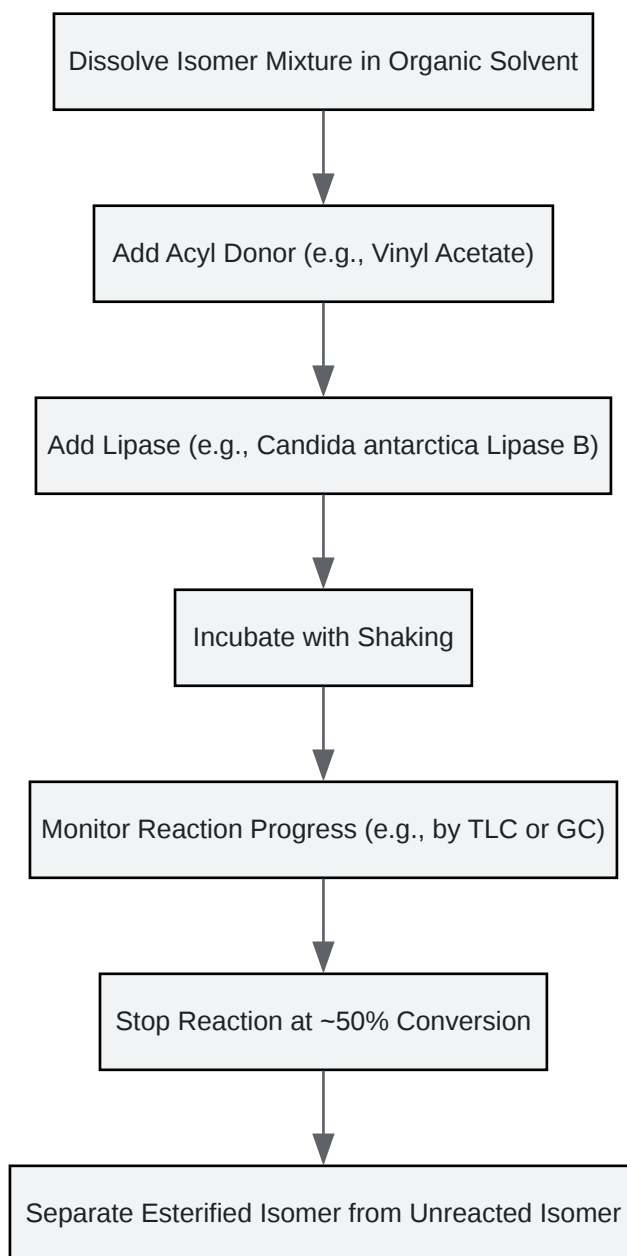 Dissolve Isomer Mixture in Organic Solvent
Add Acyl Donor (e.g., Vinyl Acetate)
Add Lipase (e.g., Candida antarctica Lipase B)
Incubate with Shaking
Monitor Reaction Progress (e.g., by TLC or GC)
Stop Reaction at ~50% Conversion
Separate Esterified Isomer from Unreacted Isomer